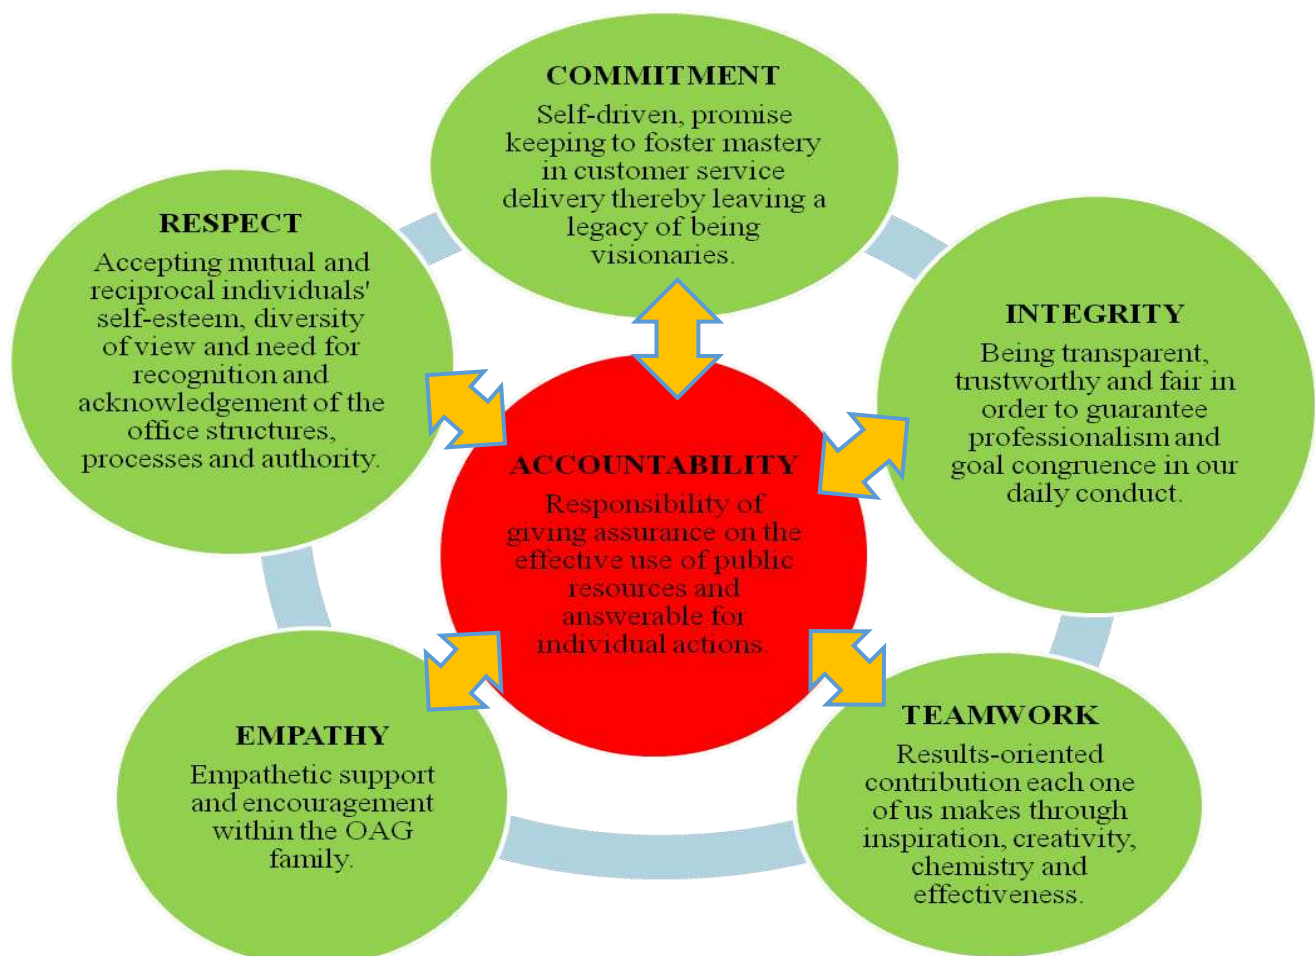 COMMITMENT
Self-driven, promise
keeping to foster mastery
in customer service
delivery thereby leaving a
legacy of being
visionaries.
RESPECT
Accepting mutual and
reciprocal individuals'
self-esteem, diversity
of view and need for
recognition and
acknowledgement of the
office structures,
processes and authority.
INTEGRITY
Being transparent,
trustworthy and fair in
order to guarantee
professionalism and
goal congruence in our
daily conduct.
ACCOUNTABILITY
Responsibility of
giving assurance on the
effective use of public
resources and
answerable for
individual actions.
EMPATHY
Empathetic support
and encouragement
within the OAG
family.
TEAMWORK
Results-oriented
contribution each one
of us makes through
inspiration, creativity,
chemistry and
effectiveness.